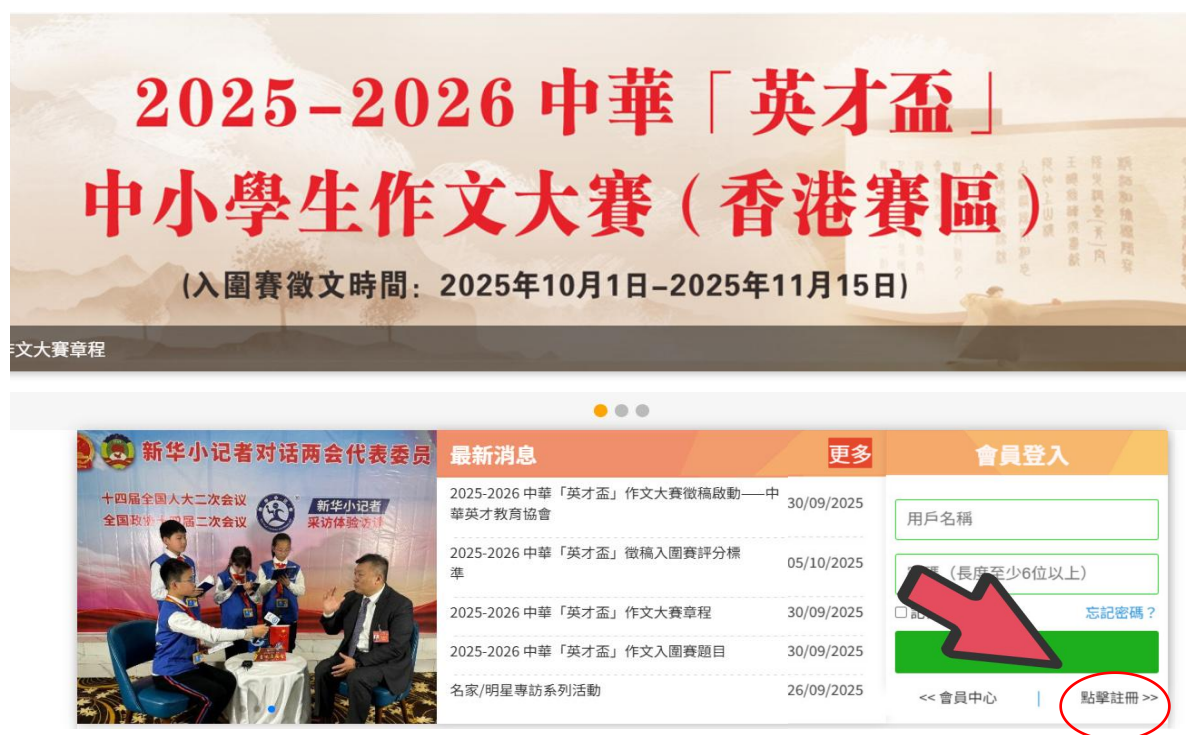 2025-2026 中華「英才盃」
中小學生作文大賽(香港賽區)
(入圍賽徵文時間：2025年10月1日-2025年11月15日)
文大賽章程
新华小记者对话两会代表委员
十四届全国人大二次会议
新华小记者
采访体验活动
最新消息
更多
2025-2026 中華「英才盃」作文大賽徵稿啟動——中
華英才教育協會
30/09/2025
2025-2026 中華「英才盃」徵稿入圍賽評分標
準
05/10/2025
2025-2026 中華「英才盃」作文大賽章程
30/09/2025
2025-2026 中華「英才盃」作文入圍賽題目
30/09/2025
名家/明星專訪系列活動
26/09/2025
會員登入
用戶名稱
（長度至少6位以上）
忘記密碼？
<< 會員中心 | 點擊註冊 >>